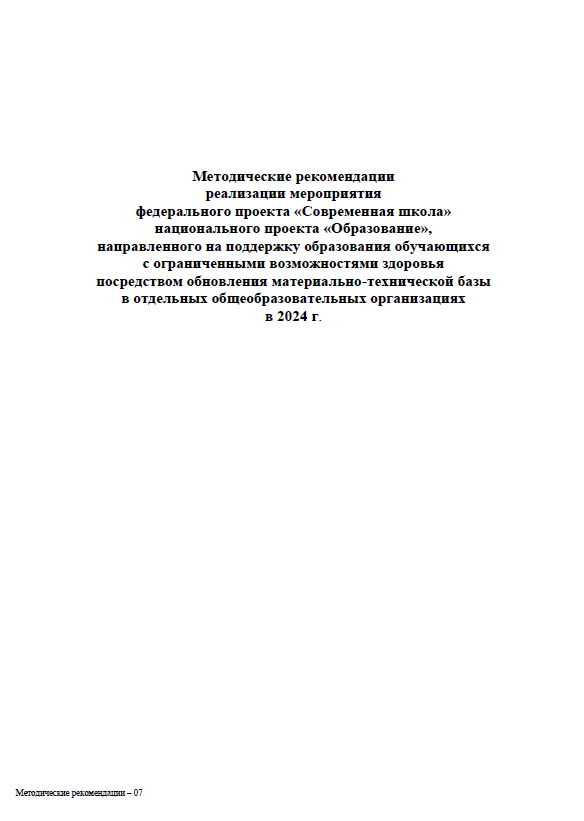 Методические рекомендации
реализации мероприятия
федерального проекта «Современная школа»
национального проекта «Образование»,
направленного на поддержку образования обучающихся
с ограниченными возможностями здоровья
посредством обновления материально-технической базы
в отдельных общеобразовательных организациях
в 2024 г.
Методические рекомендации – 07